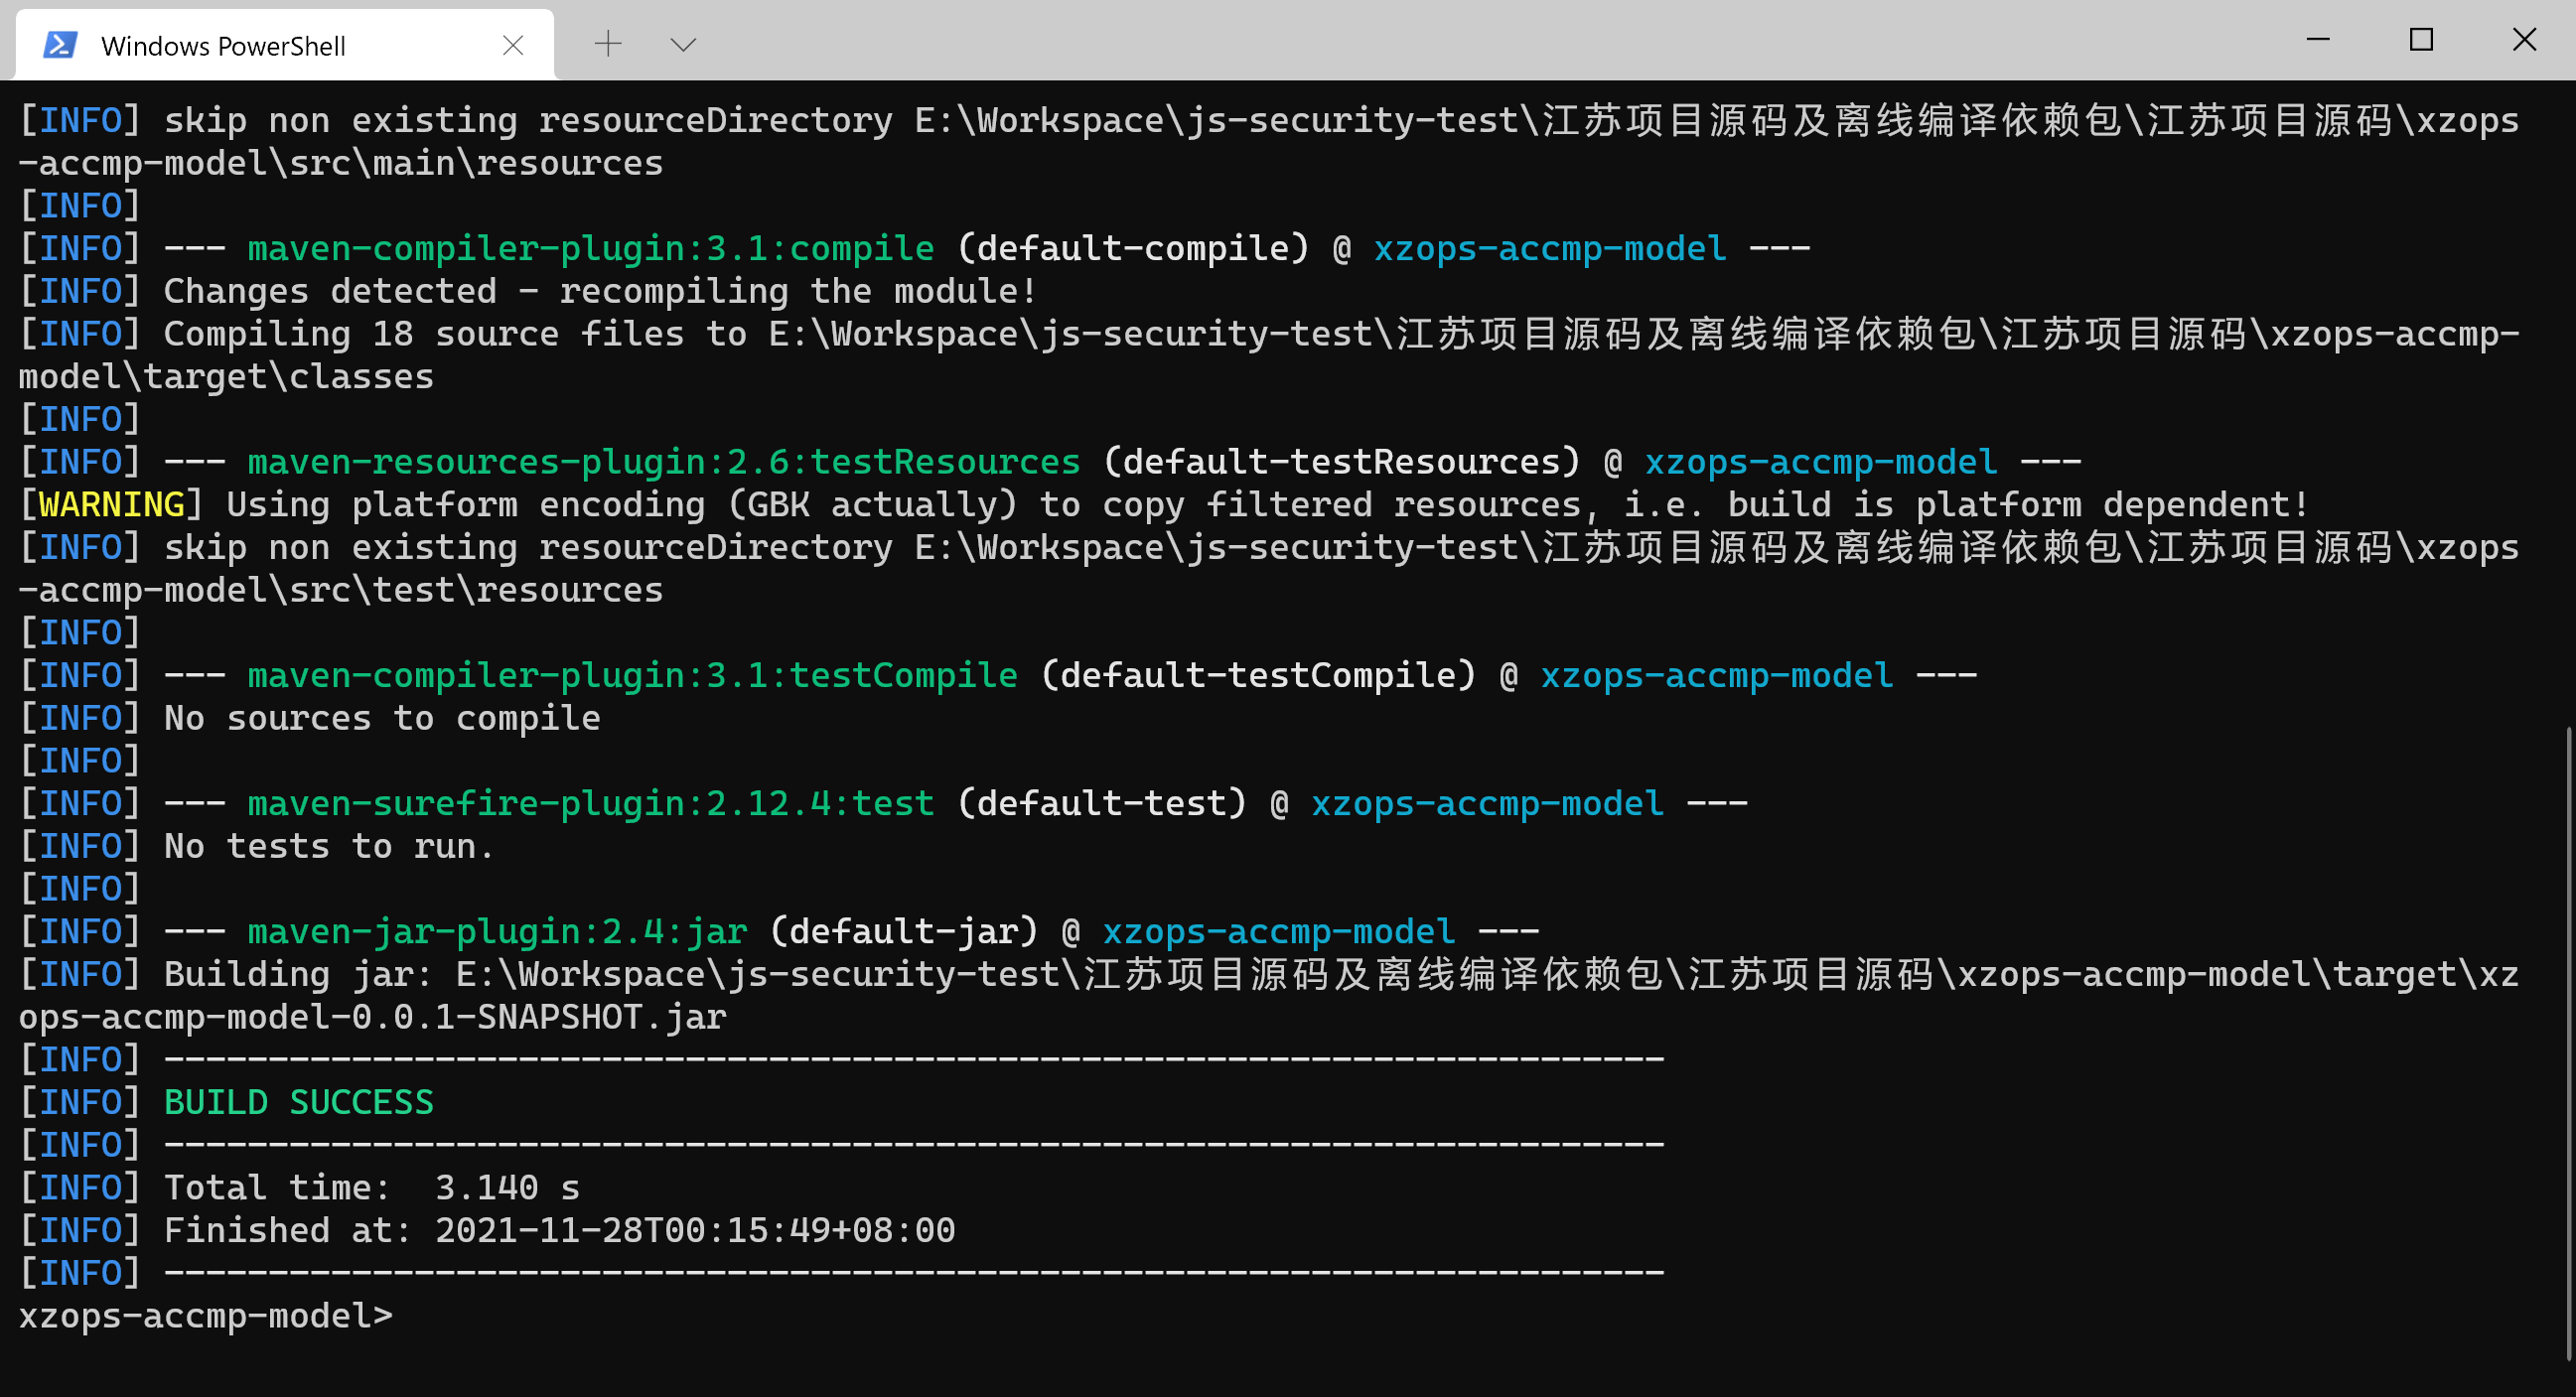 Windows PowerShell
[INFO] skip non existing resourceDirectory E:\Workspace\js-security-test\江苏项目源码及离线编译依赖包\江苏项目源码\xzops
-accmp-model\src\main\resources
[INFO]
[INFO] --- maven-compiler-plugin:3.1:compile (default-compile) @ xzops-accmp-model ---
[INFO] Changes detected - recompiling the module!
[INFO] Compiling 18 source files to E:\Workspace\js-security-test\江苏项目源码及离线编译依赖包\江苏项目源码\xzops-accmp-
model\target\classes
[INFO]
[INFO] --- maven-resources-plugin:2.6:testResources (default-testResources) @ xzops-accmp-model ---
[WARNING] Using platform encoding (GBK actually) to copy filtered resources, i.e. build is platform dependent!
[INFO] skip non existing resourceDirectory E:\Workspace\js-security-test\江苏项目源码及离线编译依赖包\江苏项目源码\xzops
-accmp-model\src\test\resources
[INFO]
[INFO] --- maven-compiler-plugin:3.1:testCompile (default-testCompile) @ xzops-accmp-model ---
[INFO] No sources to compile
[INFO]
[INFO] --- maven-surefire-plugin:2.12.4:test (default-test) @ xzops-accmp-model ---
[INFO] No tests to run.
[INFO]
[INFO] --- maven-jar-plugin:2.4:jar (default-jar) @ xzops-accmp-model ---
[INFO] Building jar: E:\Workspace\js-security-test\江苏项目源码及离线编译依赖包\江苏项目源码\xzops-accmp-model\target\xz
ops-accmp-model-0.0.1-SNAPSHOT.jar
[INFO] ------------------------------------------------------------------------
[INFO] BUILD SUCCESS
[INFO] ------------------------------------------------------------------------
[INFO] Total time:  3.140 s
[INFO] Finished at: 2021-11-28T00:15:49+08:00
[INFO] ------------------------------------------------------------------------
xzops-accmp-model>